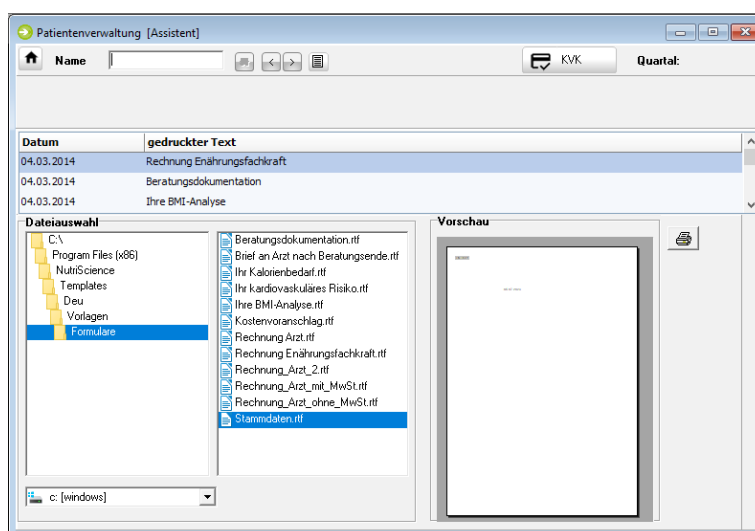 Patientenverwaltung [Assistent]
Name
KVK
Quartal:
Datum gedruckter Text
04.03.2014 Rechnung Enährungsfachkraft
04.03.2014 Beratungsdokumentation
04.03.2014 Ihre BMI-Analyse
Dateiauswahl
C:\
Program Files (x86)
NutriScience
Templates
Deu
Vorlagen
Formulare
c: [windows]
Beratungsdokumentation.rtf
Brief an Arzt nach Beratungsende.rtf
Ihr Kalorienbedarf.rtf
Ihr kardiovaskuläres Risiko.rtf
Ihre BMI-Analyse.rtf
Kostenvoranschlag.rtf
Rechnung Arzt.rtf
Rechnung Enährungsfachkraft.rtf
Rechnung_Arzt_2.rtf
Rechnung_Arzt_mit_MwSt.rtf
Rechnung_Arzt_ohne_MwSt.rtf
Stammdaten.rtf
Vorschau